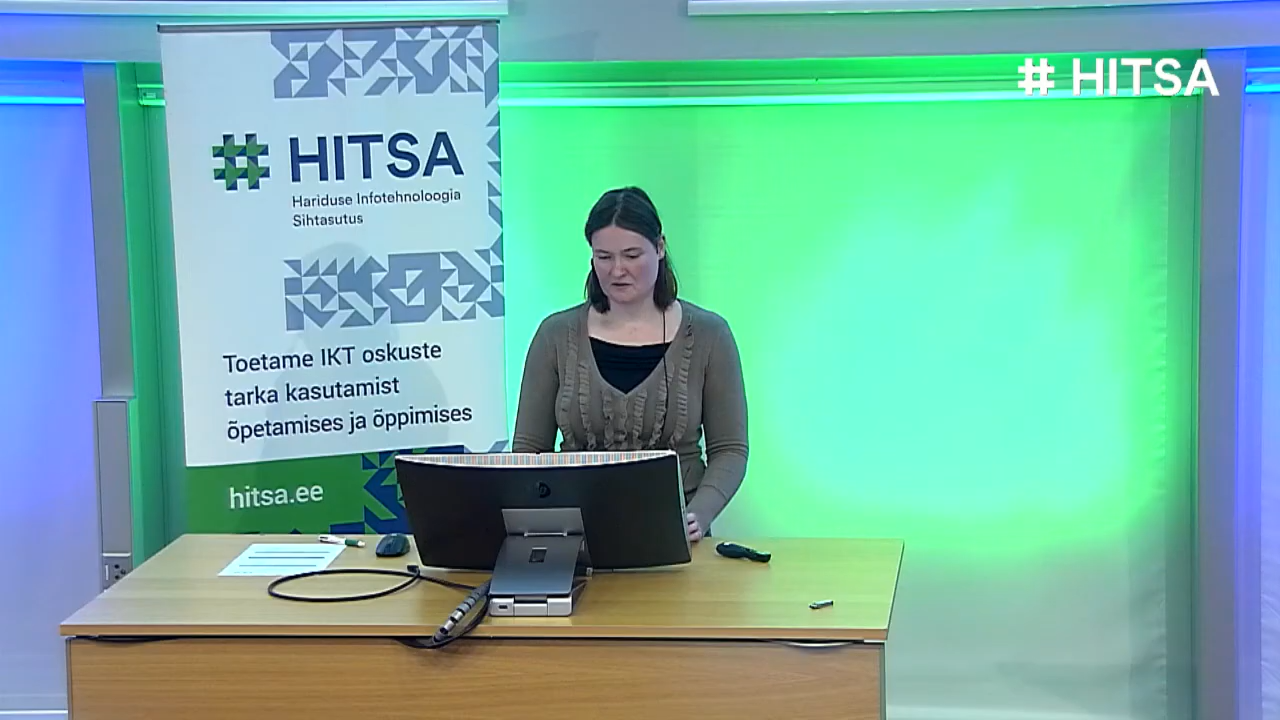 # HITSA
Hariduse Infotehnoloogia
Sihtasutus
Toetame IKT oskuste
tarka kasutamist
õpetamises ja õppimises
hitsa.ee
# HITSA